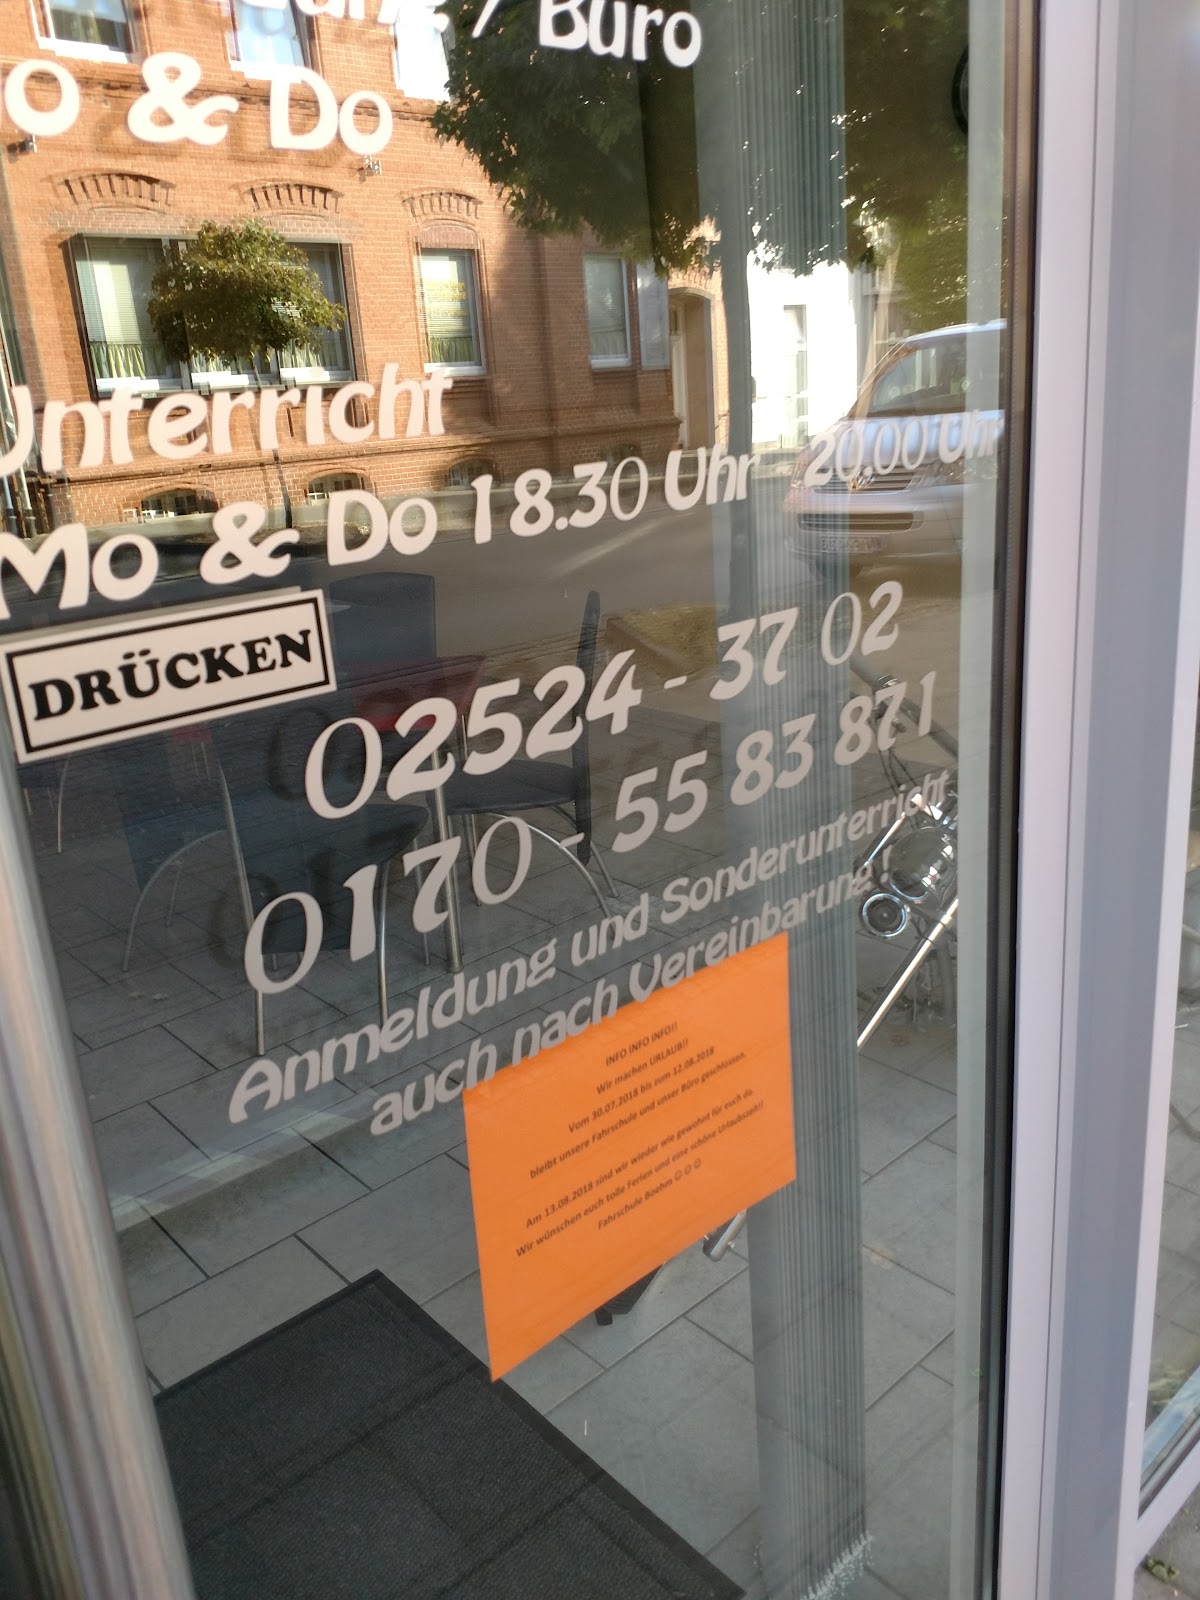 / Büro
& Do
Unterricht
Mo & Do 18.30 Uhr 20.00 Uhr
DRÜCKEN
02524 - 37 02
0170 - 55 83 871
Anmeldung und Sonderunterricht
auch nach Vereinbarung!
INFO INFO INFO!!
Wir machen URLAUB!!
Vom 30.07.2018 bis zum 12.08.2018
bleibt unsere Fahrschule und unser Büro geschlossen.
Am 13.08.2018 sind wir wieder wie gewohnt für euch da.
Wir wünschen euch tolle Ferien und eine schöne Urlaubszeit!!
Fahrschule Boehm ☺☺☺